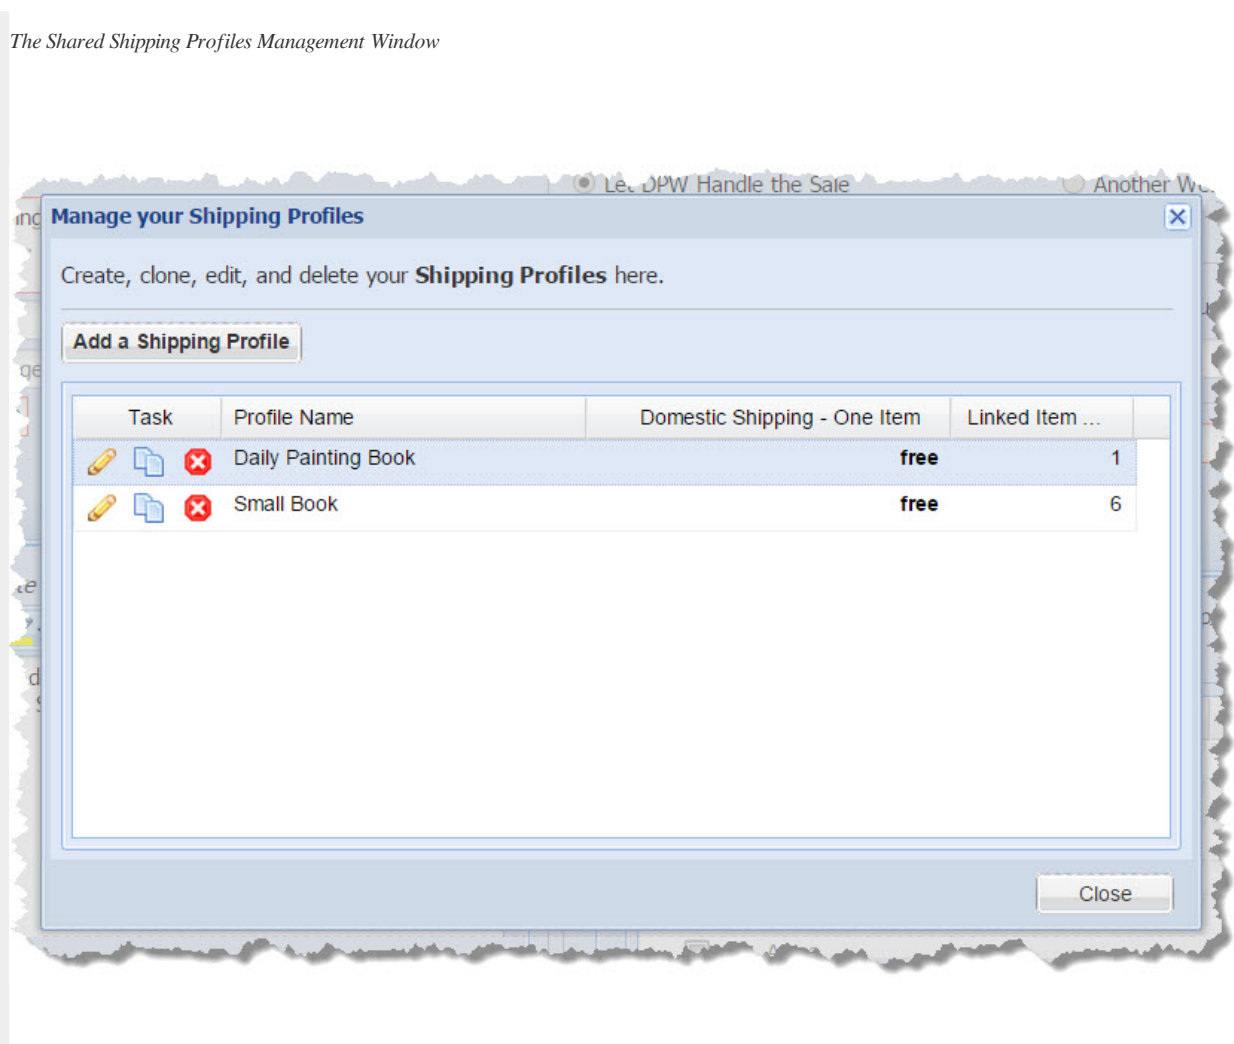 The Shared Shipping Profiles Management Window
Let DPW Handle the Sale
Another
Manage your Shipping Profiles
Create, clone, edit, and delete your Shipping Profiles here.
Add a Shipping Profile
Task Profile Name Domestic Shipping - One Item Linked Item ...
Daily Painting Book free 1
Small Book free 6
Close